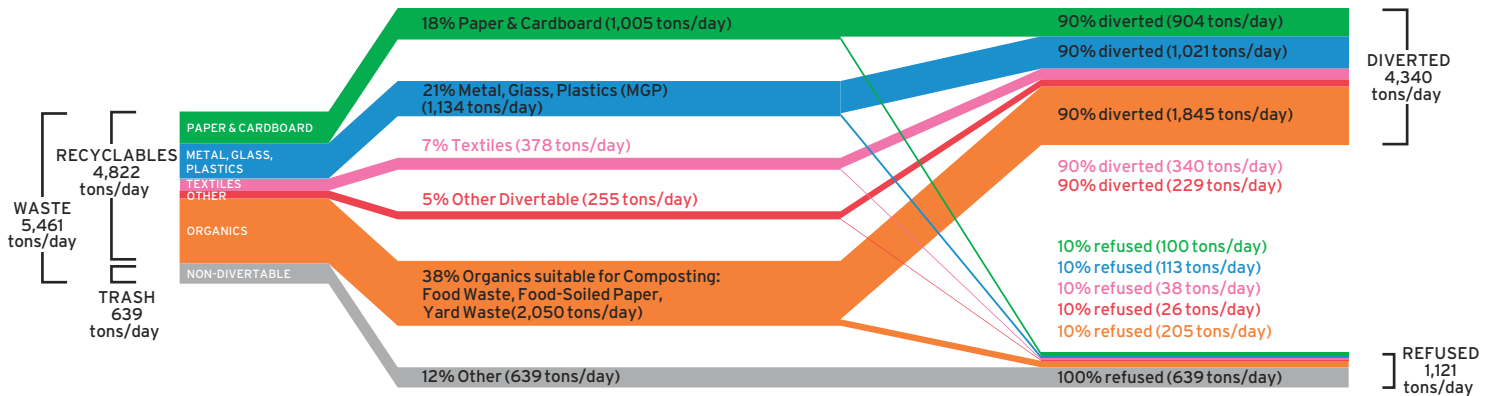 WASTE
5,461
tons/day
RECYCLABLES
4,822
tons/day
TRASH
639
tons/day
PAPER & CARDBOARD
METAL, GLASS,
PLASTICS
TEXTILES
OTHER
ORGANICS
NON-DIVERTABLE
18% Paper & Cardboard (1,005 tons/day)
21% Metal, Glass, Plastics (MGP)
(1,134 tons/day)
7% Textiles (378 tons/day)
5% Other Divertable (255 tons/day)
38% Organics suitable for Composting:
Food Waste, Food-Soiled Paper,
Yard Waste(2,050 tons/day)
12% Other (639 tons/day)
90% diverted (904 tons/day)
90% diverted (1,021 tons/day)
90% diverted (1,845 tons/day)
90% diverted (340 tons/day)
90% diverted (229 tons/day)
10% refused (100 tons/day)
10% refused (113 tons/day)
10% refused (38 tons/day)
10% refused (26 tons/day)
10% refused (205 tons/day)
100% refused (639 tons/day)
DIVERTED
4,340
tons/day
REFUSED
1,121
tons/day